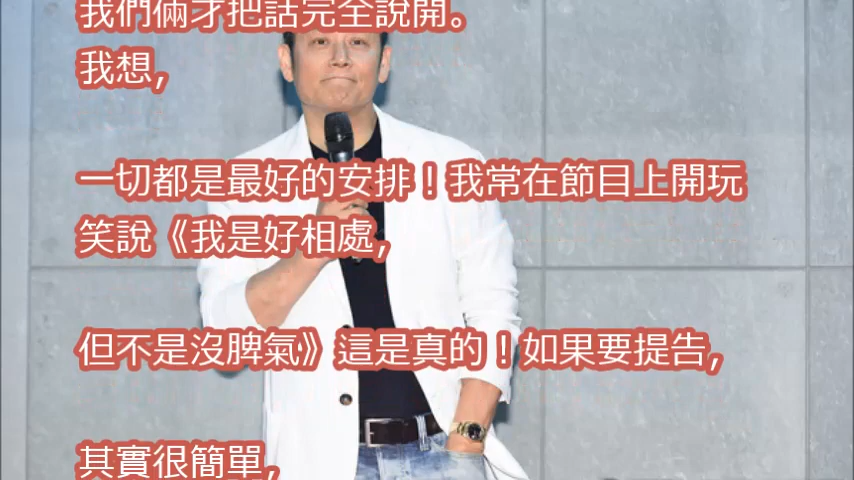 我們倆才把話完全說開。
我想,
一切都是最好的安排！我常在節目上開玩
笑說《我是好相處,
但不是沒脾氣》這是真的！如果要提告,
其實很簡單,